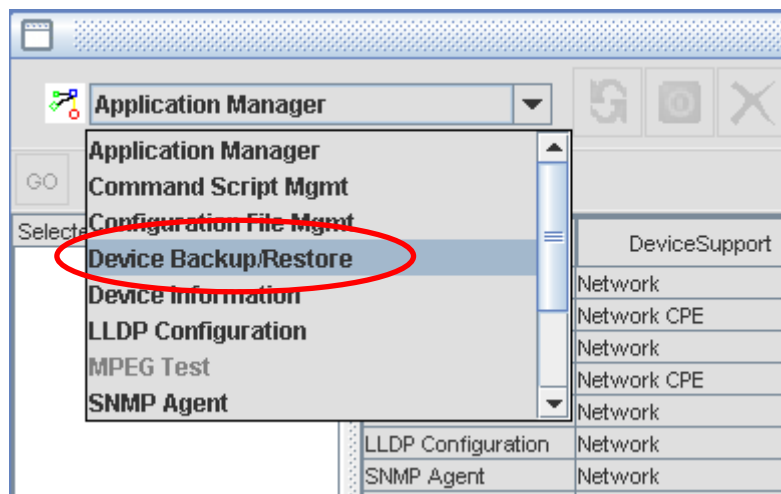 Application Manager
Application Manager
GO
Command Script Mgmt
Configuration File Mgmt
Selecte
DeviceSupport
Device Backup/Restore
Device Information
Network
LLDP Configuration
Network CPE
Network
MPEG Test
Network CPE
SNMP Agent
Network
LLDP Configuration Network
SNMP Agent Network